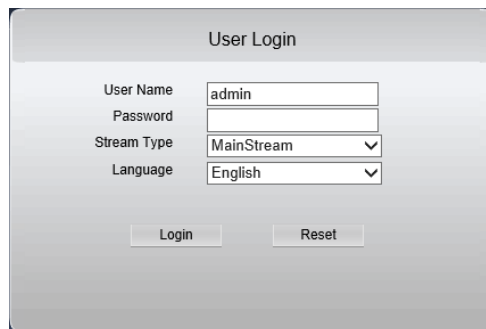 User Login
User Name admin
Password
Stream Type MainStream
Language English
Login Reset